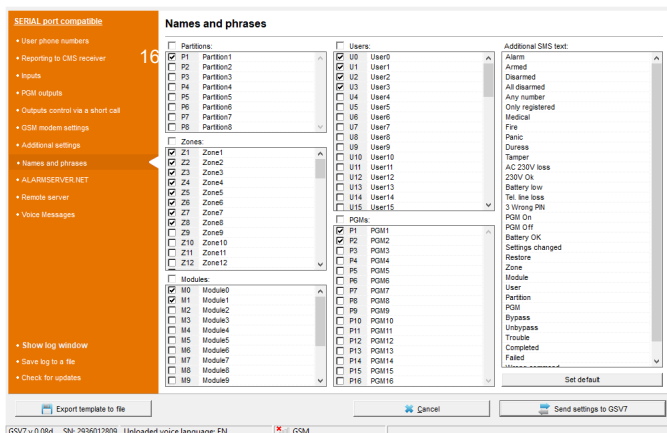 SERIAL port compatible
• User phone numbers
• Reporting to CMS receiver
16
• Inputs
• PGM outputs
• Outputs control via a short call
• GSM modem settings
• Additional settings
• Names and phrases
• ALARMSERVER.NET
• Remote server
• Voice Messages
• Show log window
• Save log to a file
• Check for updates
Names and phrases
Partitions:
P1 Partition1
P2 Partition2
P3 Partition3
P4 Partition4
P5 Partition5
P6 Partition6
P7 Partition7
P8 Partition8
Zones:
Z1 Zone1
Z2 Zone2
Z3 Zone3
Z4 Zone4
Z5 Zone5
Z6 Zone6
Z7 Zone7
Z8 Zone8
Z9 Zone9
Z10 Zone10
Z11 Zone11
Z12 Zone12
Modules:
M0 Module0
M1 Module1
M2 Module2
M3 Module3
M4 Module4
M5 Module5
M6 Module6
M7 Module7
M8 Module8
M9 Module9
Users:
U0 User0
U1 User1
U2 User2
U3 User3
U4 User4
U5 User5
U6 User6
U7 User7
U8 User8
U9 User9
U10 User10
U11 User11
U12 User12
U13 User13
U14 User14
U15 User15
PGMs:
P1 PGM1
P2 PGM2
P3 PGM3
P4 PGM4
P5 PGM5
P6 PGM6
P7 PGM7
P8 PGM8
P9 PGM9
P10 PGM10
P11 PGM11
P12 PGM12
P13 PGM13
P14 PGM14
P15 PGM15
P16 PGM16
Additional SMS text:
Alarm
Armed
Disarmed
All disarmed
Any number
Only registered
Medical
Fire
Panic
Duress
Tamper
AC 230V loss
230V Ok
Battery low
Tel. line loss
3 Wrong PIN
PGM On
PGM Off
Battery OK
Settings changed
Restore
Zone
Module
User
Partition
PGM
Bypass
Unbypass
Trouble
Completed
Failed
Wrong command
Set default
Export template to file
Cancel
Send settings to GSV7
GSV7 v 0.08d SN: 2936012809 Uploaded voice language: EN GSM